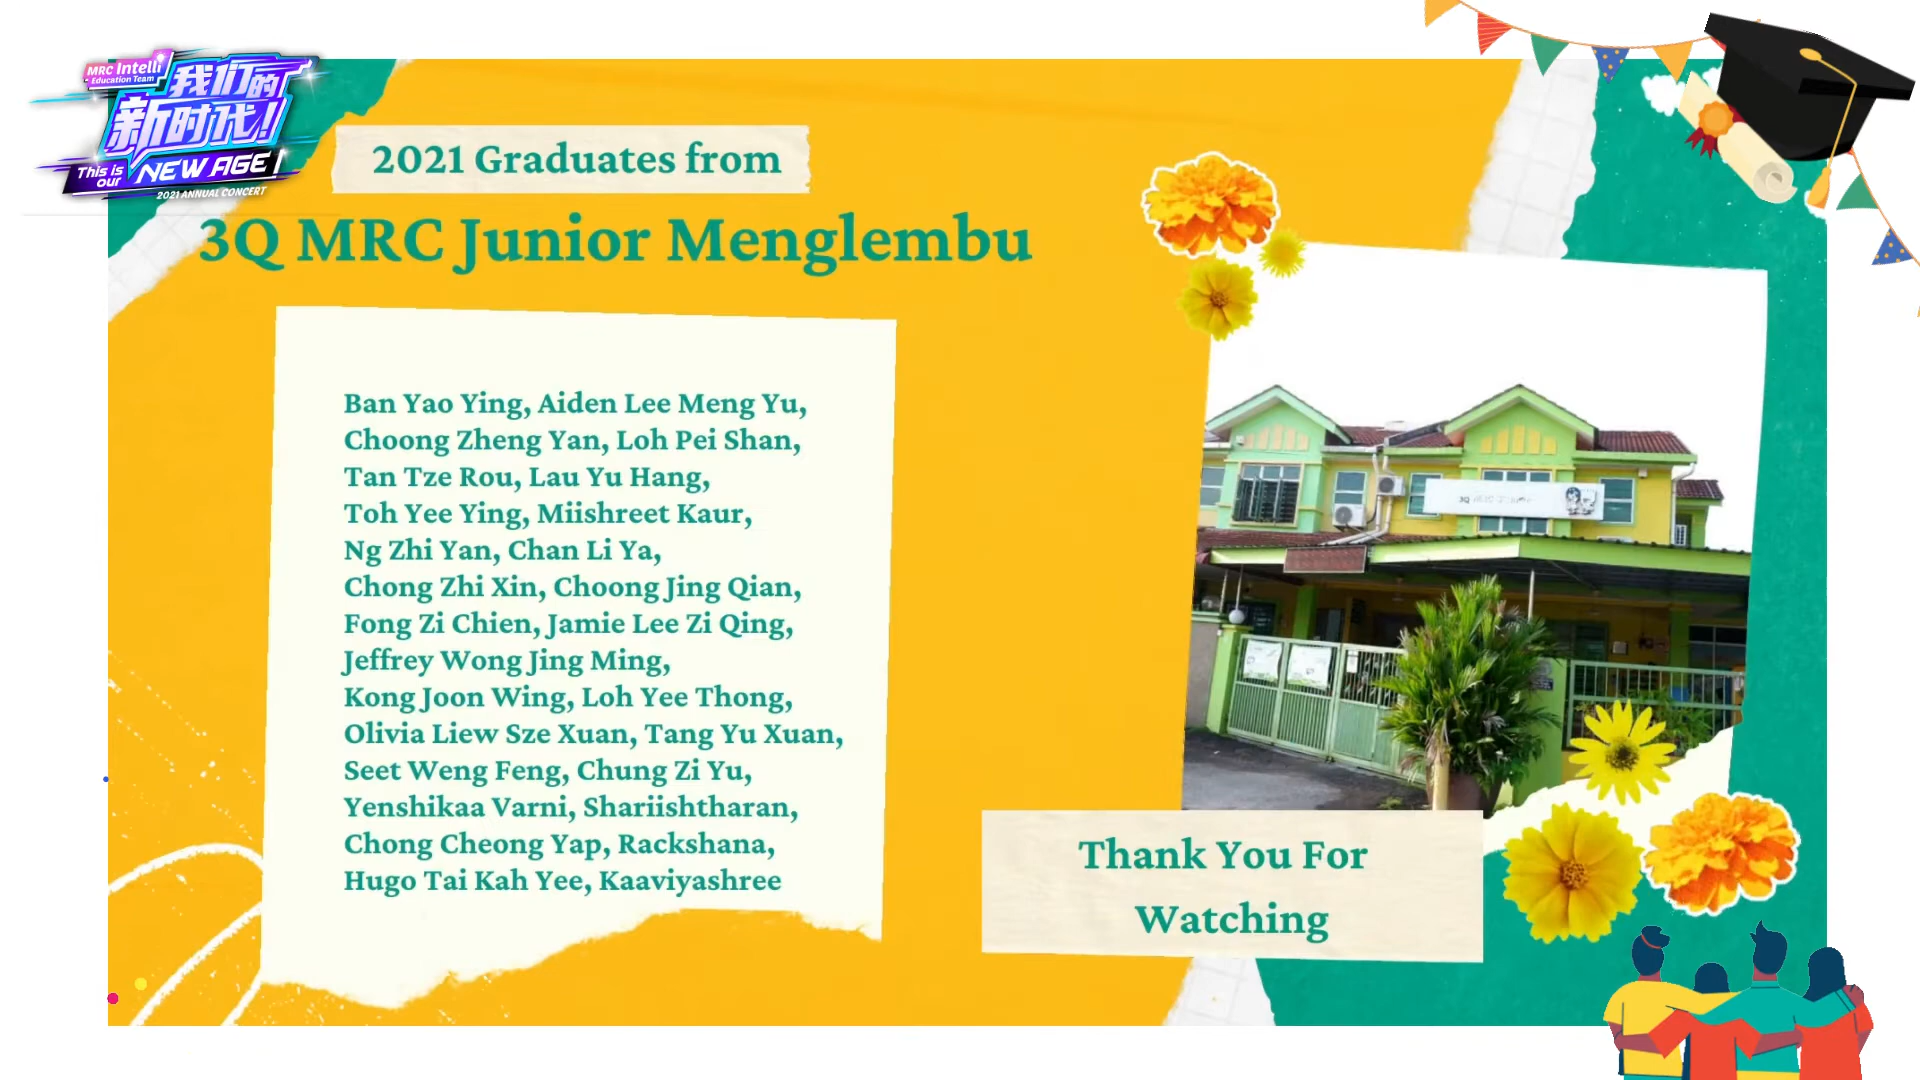 MRC Intelli
Education Team
我们的
新时代!
This is
our
NEW AGE!
2021 ANNUAL CONCERT
2021 Graduates from
3Q MRC Junior Menglembu
Ban Yao Ying, Aiden Lee Meng Yu,
Choong Zheng Yan, Loh Pei Shan,
Tan Tze Rou, Lau Yu Hang,
Toh Yee Ying, Miishreet Kaur,
Ng Zhi Yan, Chan Li Ya,
Chong Zhi Xin, Choong Jing Qian,
Fong Zi Chien, Jamie Lee Zi Qing,
Jeffrey Wong Jing Ming,
Kong Joon Wing, Loh Yee Thong,
Olivia Liew Sze Xuan, Tang Yu Xuan,
Seet Weng Feng, Chung Zi Yu,
Yenshikaa Varni, Shariishtharan,
Chong Cheong Yap, Rackshana,
Hugo Tai Kah Yee, Kaaviyashree
3Q
Thank You For
Watching